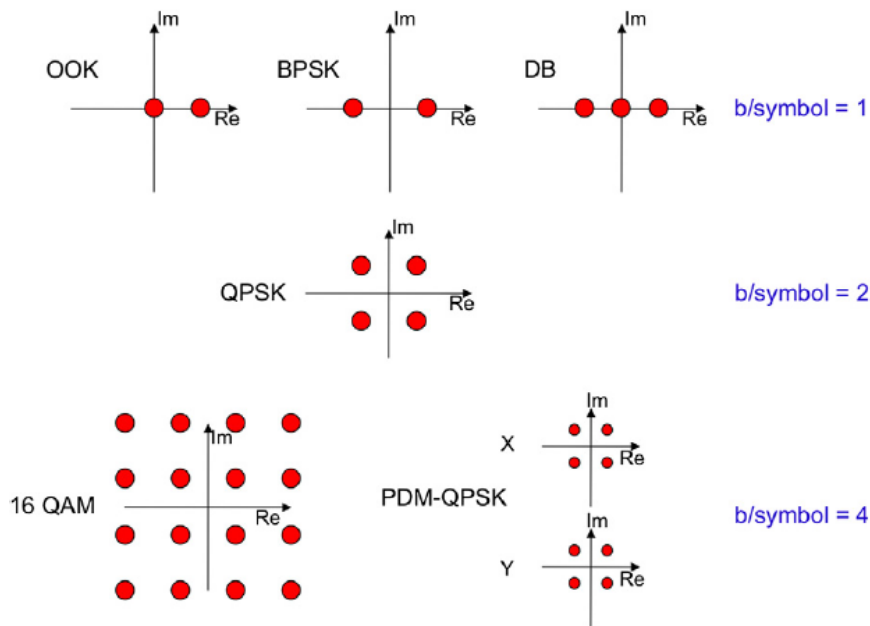 Im Im Im
OOK BPSK DB
Re Re Re
b/symbol = 1
Im
QPSK
Re
b/symbol = 2
Im
16 QAM
Re
Im
X
Re
PDM-QPSK
Im
Y
Re
b/symbol = 4